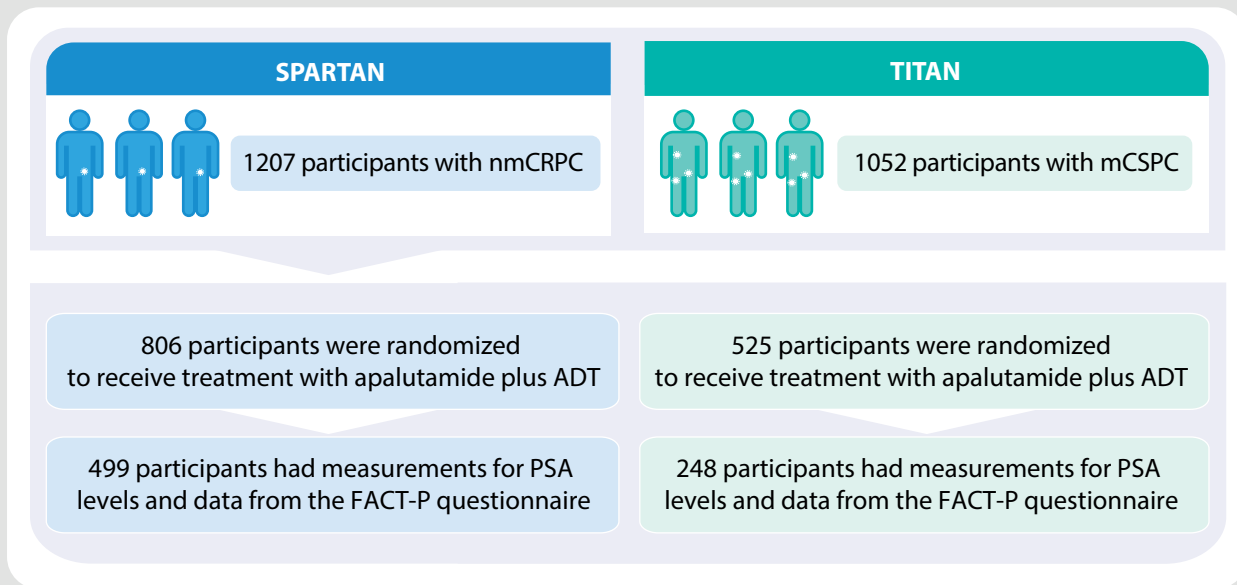 SPARTAN
1207 participants with nmCRPC
806 participants were randomized
to receive treatment with apalutamide plus ADT
499 participants had measurements for PSA
levels and data from the FACT-P questionnaire
TITAN
1052 participants with mCSPC
525 participants were randomized
to receive treatment with apalutamide plus ADT
248 participants had measurements for PSA
levels and data from the FACT-P questionnaire